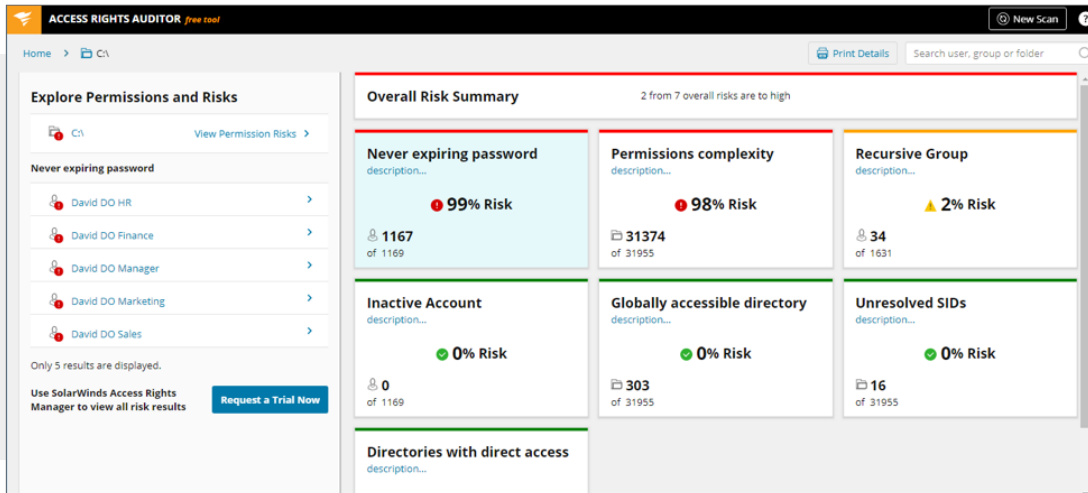 ACCESS RIGHTS AUDITOR free tool
New Scan
?
Home > C:\
Print Details
Search user, group or folder
Explore Permissions and Risks
C:\ View Permission Risks >
Never expiring password
David DO HR >
David DO Finance >
David DO Manager >
David DO Marketing >
David DO Sales >
Only 5 results are displayed.
Use SolarWinds Access Rights
Manager to view all risk results
Request a Trial Now
Overall Risk Summary
2 from 7 overall risks are to high
Never expiring password
description...
99% Risk
1167
of 1169
Permissions complexity
description...
98% Risk
31374
of 31955
Recursive Group
description...
2% Risk
34
of 1631
Inactive Account
description...
0% Risk
0
of 1169
Globally accessible directory
description...
0% Risk
303
of 31955
Unresolved SIDs
description...
0% Risk
16
of 31955
Directories with direct access
description...